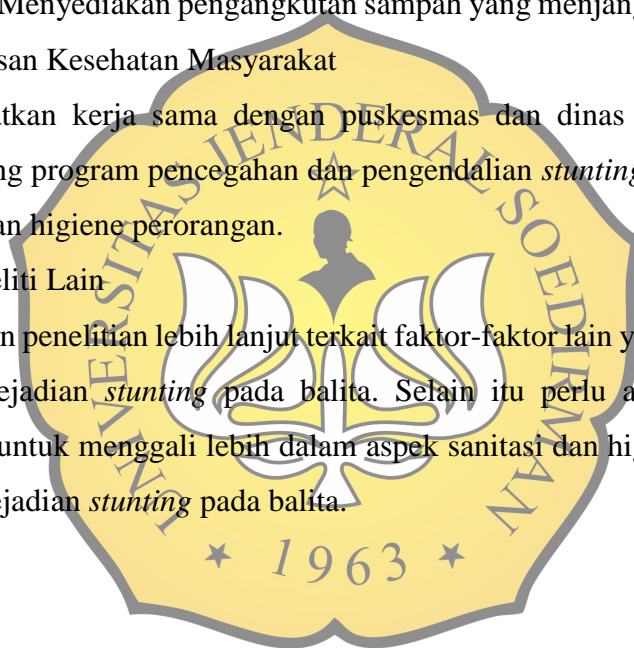 Menyediakan pengangkutan sampah yang menjang
san Kesehatan Masyarakat
tkan kerja sama dengan puskesmas dan dinas
ng program pencegahan dan pengendalian stunting
an higiene perorangan.
eliti Lain
n penelitian lebih lanjut terkait faktor-faktor lain y
ejadian stunting pada balita. Selain itu perlu a
untuk menggali lebih dalam aspek sanitasi dan hig
ejadian stunting pada balita.
UNIVERSITAS JENDERAL SOEDIRMAN
1963